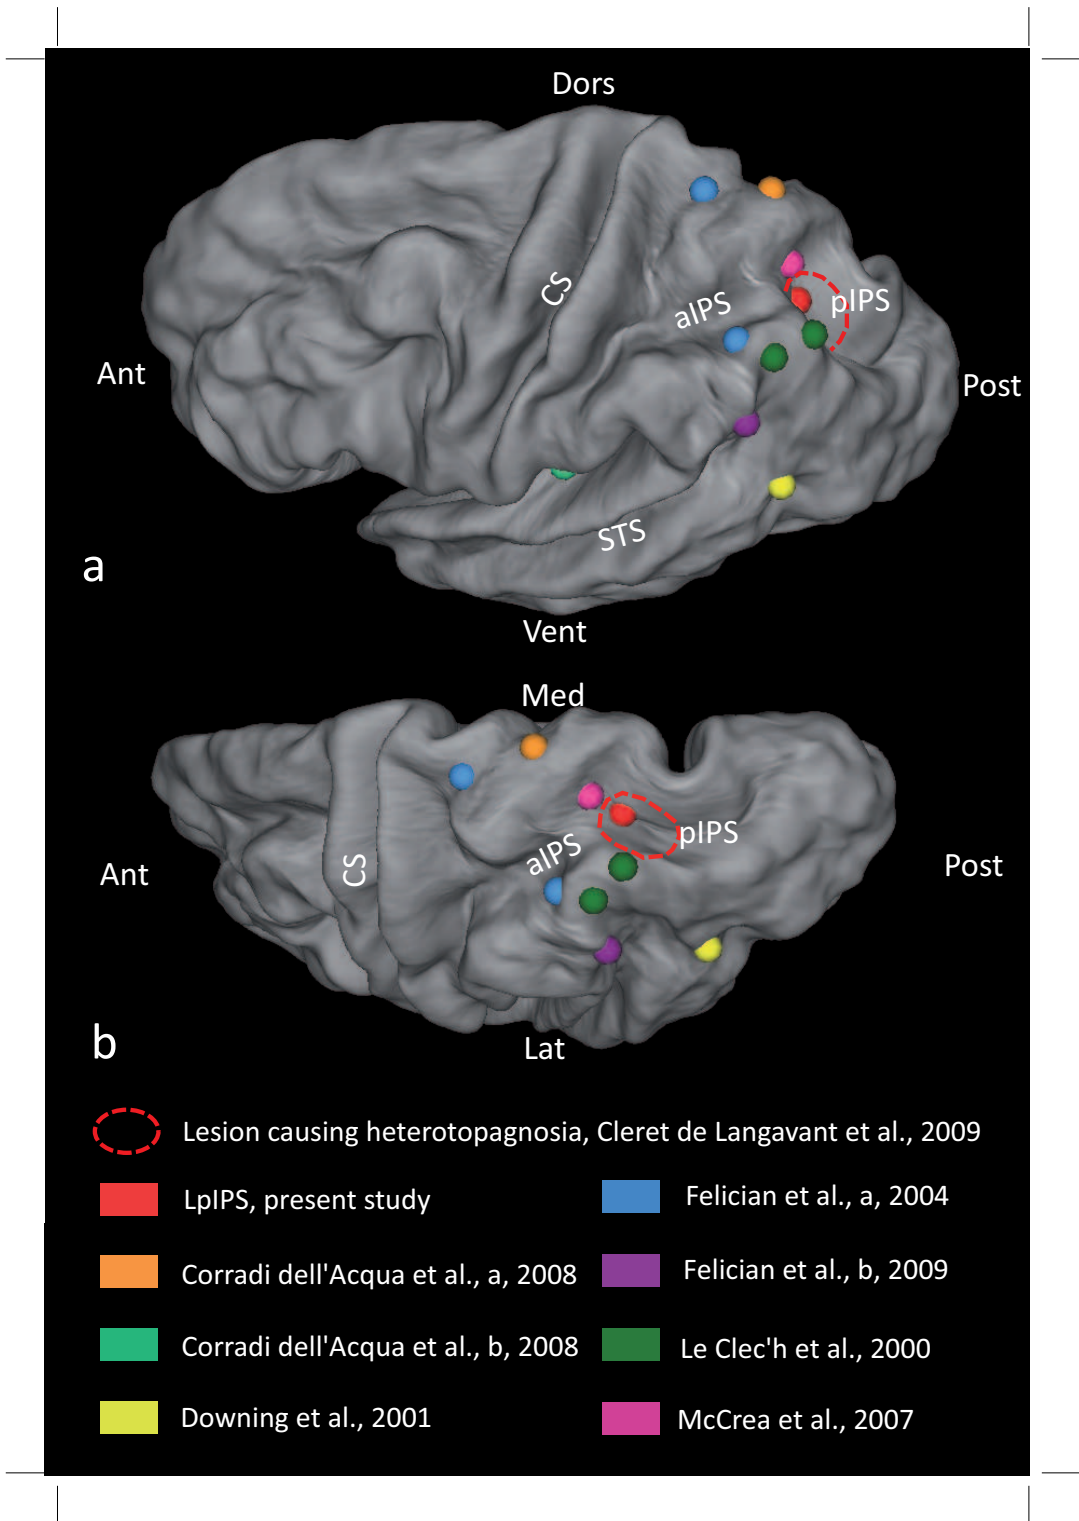 Dors
CS
aIPS
pIPS
Ant
Post
STS
a
Vent
Med
aIPS
pIPS
CS
Ant
Post
b
Lat
Lesion causing heterotopagnosia, Cleret de Langavant et al., 2009
LpIPS, present study
Felician et al., a, 2004
Corradi dell'Acqua et al., a, 2008
Felician et al., b, 2009
Corradi dell'Acqua et al., b, 2008
Le Clec'h et al., 2000
Downing et al., 2001
McCrea et al., 2007